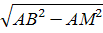 √(AB² − AM²)